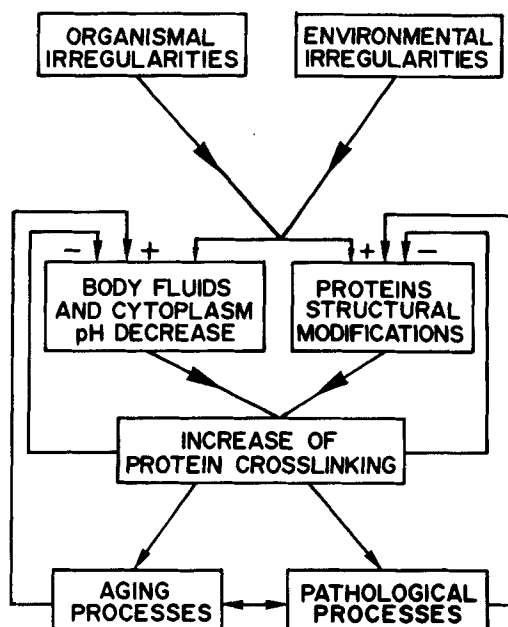 ORGANISMAL
IRREGULARITIES
ENVIRONMENTAL
IRREGULARITIES
− +
+ −
BODY FLUIDS
AND CYTOPLASM
pH DECREASE
PROTEINS
STRUCTURAL
MODIFICATIONS
INCREASE OF
PROTEIN CROSSLINKING
AGING
PROCESSES
PATHOLOGICAL
PROCESSES